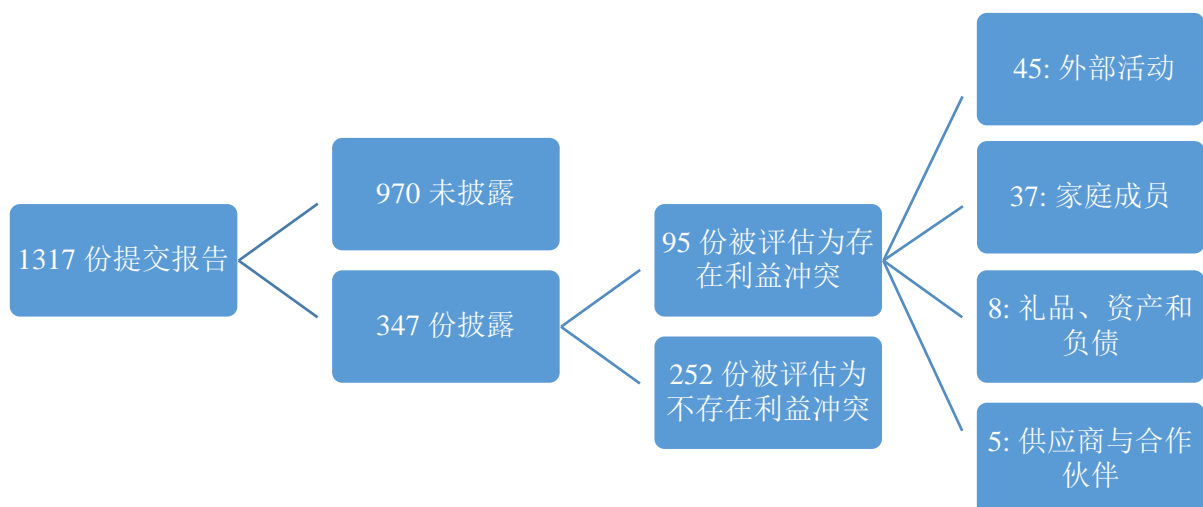 1317 份提交报告
970 未披露
347 份披露
95 份被评估为存
在利益冲突
252 份被评估为
不存在利益冲突
45: 外部活动
37: 家庭成员
8: 礼品、资产和
负债
5: 供应商与合作
伙伴